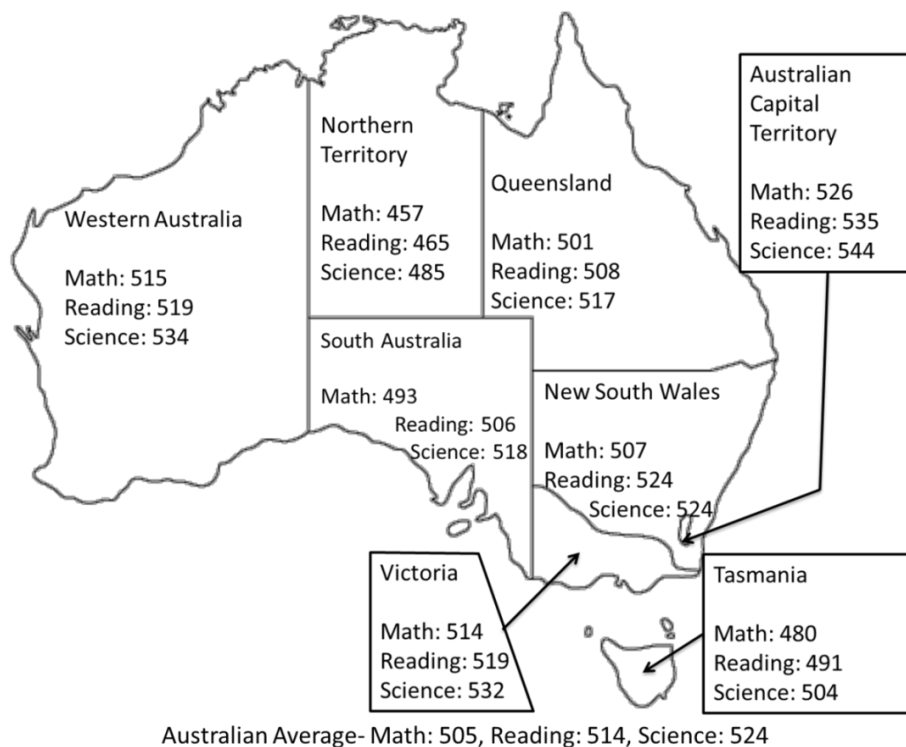 Australian
Capital
Territory
Math: 526
Reading: 535
Science: 544
Northern
Territory
Math: 457
Reading: 465
Science: 485
Queensland
Math: 501
Reading: 508
Science: 517
Western Australia
Math: 515
Reading: 519
Science: 534
South Australia
Math: 493
Reading: 506
Science: 518
New South Wales
Math: 507
Reading: 524
Science: 524
Victoria
Math: 514
Reading: 519
Science: 532
Tasmania
Math: 480
Reading: 491
Science: 504
Australian Average- Math: 505, Reading: 514, Science: 524